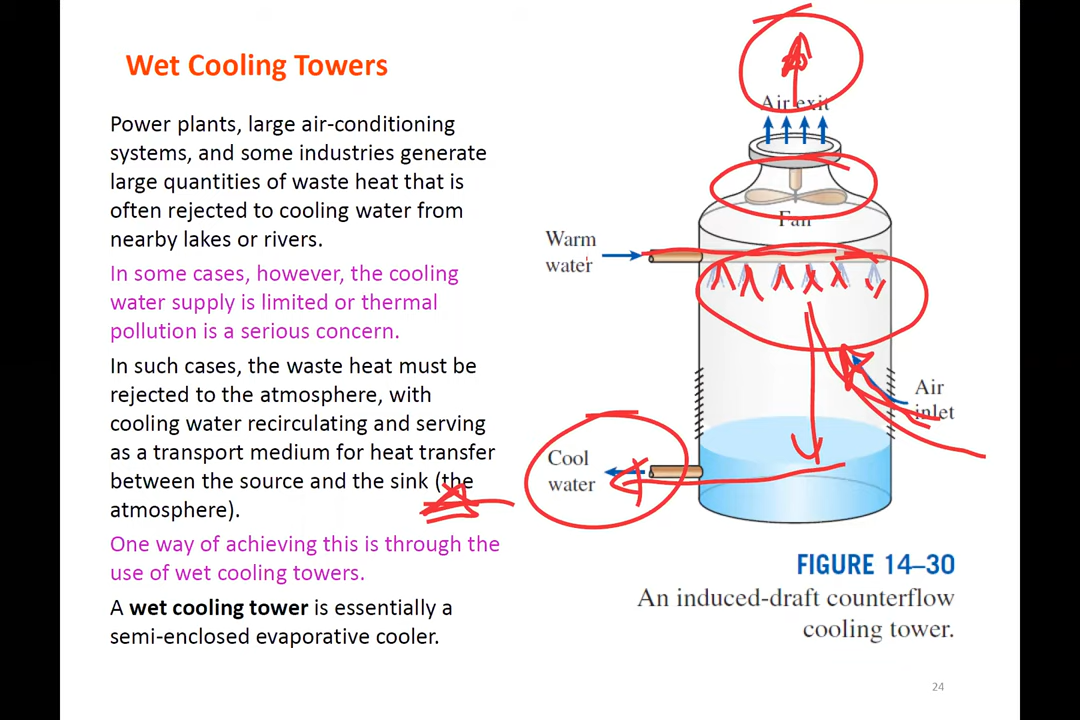 Wet Cooling Towers
Power plants, large air-conditioning
systems, and some industries generate
large quantities of waste heat that is
often rejected to cooling water from
nearby lakes or rivers.
In some cases, however, the cooling
water supply is limited or thermal
pollution is a serious concern.
In such cases, the waste heat must be
rejected to the atmosphere, with
cooling water recirculating and serving
as a transport medium for heat transfer
between the source and the sink (the
atmosphere).
One way of achieving this is through the
use of wet cooling towers.
A wet cooling tower is essentially a
semi-enclosed evaporative cooler.
Air exit
Fan
Warm
water
Air
inlet
Cool
water
FIGURE 14–30
An induced-draft counterflow
cooling tower.
24